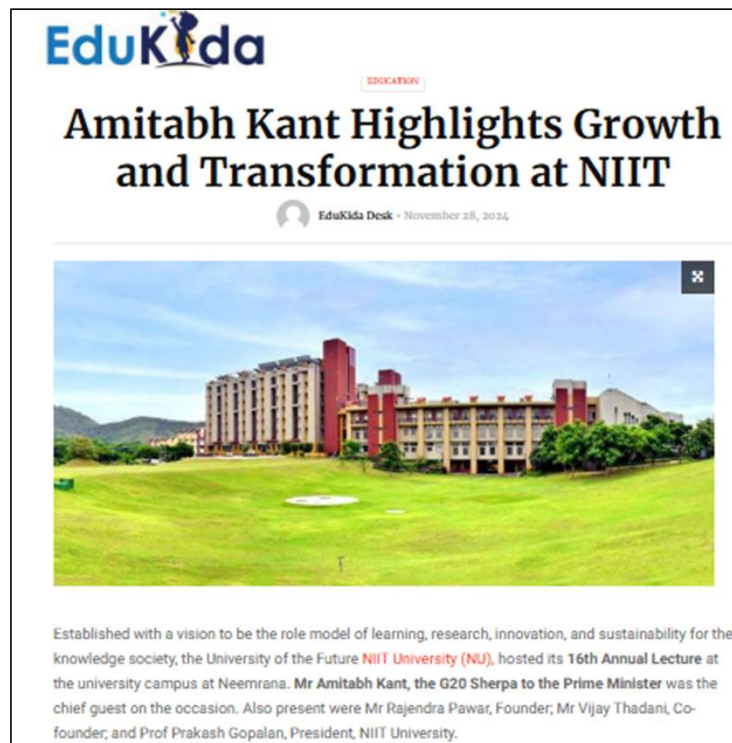 EduKida
EDUCATION
Amitabh Kant Highlights Growth
and Transformation at NIIT
EduKida Desk - November 28, 2024
Established with a vision to be the role model of learning, research, innovation, and sustainability for the
knowledge society, the University of the Future NIIT University (NU), hosted its 16th Annual Lecture at
the university campus at Neemrana. Mr Amitabh Kant, the G20 Sherpa to the Prime Minister was the
chief guest on the occasion. Also present were Mr Rajendra Pawar, Founder; Mr Vijay Thadani, Co-
founder; and Prof Prakash Gopalan, President, NIIT University.